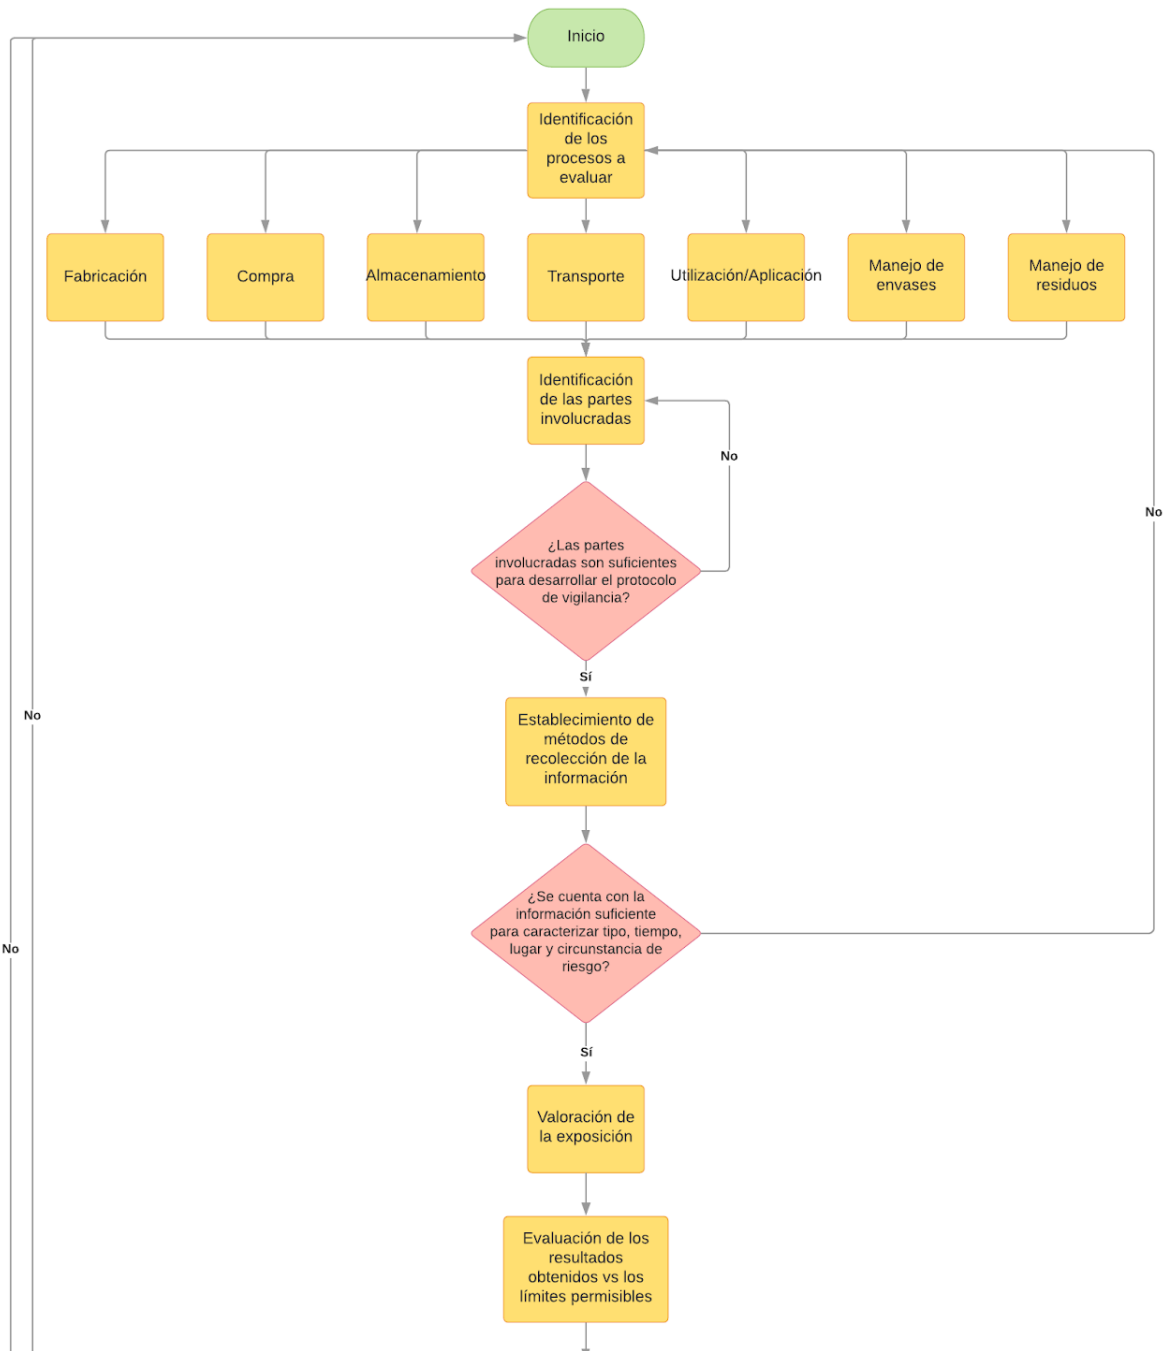 Inicio
Identificación
de los
procesos a
evaluar
Fabricación
Compra
Almacenamiento
Transporte
Utilización/Aplicación
Manejo de
envases
Manejo de
residuos
Identificación
de las partes
involucradas
No
No
¿Las partes
involucradas son suficientes
para desarrollar el protocolo
de vigilancia?
Sí
No
Establecimiento de
métodos de
recolección de la
información
¿Se cuenta con la
información suficiente
para caracterizar tipo, tiempo,
lugar y circunstancia de
riesgo?
No
Sí
Valoración de
la exposición
Evaluación de los
resultados
obtenidos vs los
límites permisibles